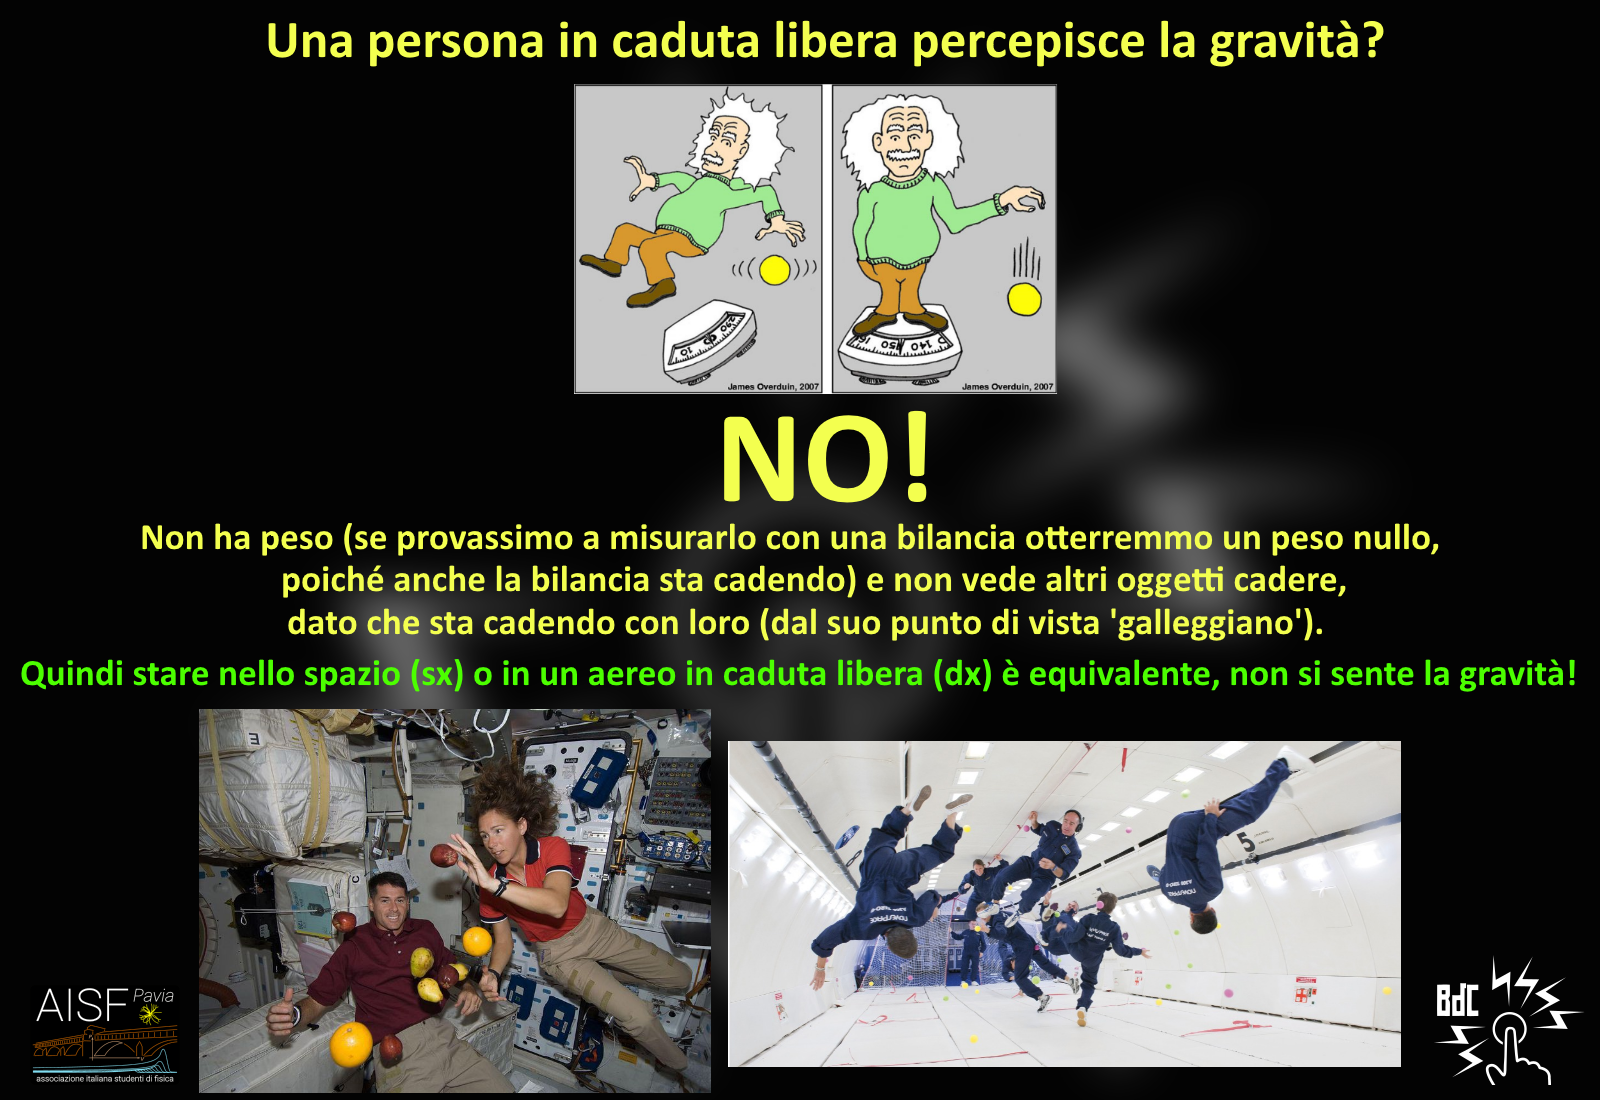 Una persona in caduta libera percepisce la gravità?
James Overduin, 2007
James Overduin, 2007
NO!
Non ha peso (se provassimo a misurarlo con una bilancia otterremmo un peso nullo,
poiché anche la bilancia sta cadendo) e non vede altri oggetti cadere,
dato che sta cadendo con loro (dal suo punto di vista 'galleggiano').
Quindi stare nello spazio (sx) o in un aereo in caduta libera (dx) è equivalente, non si sente la gravità!
5
NOVESPACE
AISF Pavia
associazione italiana studenti di fisica
BdC